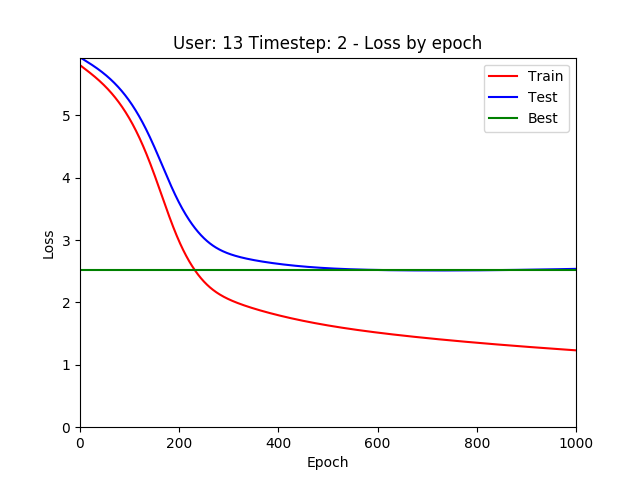 User: 13 Timestep: 2 - Loss by epoch
Train
Test
Best
5
4
3
2
1
0
Loss
0 200 400 600 800 1000
Epoch